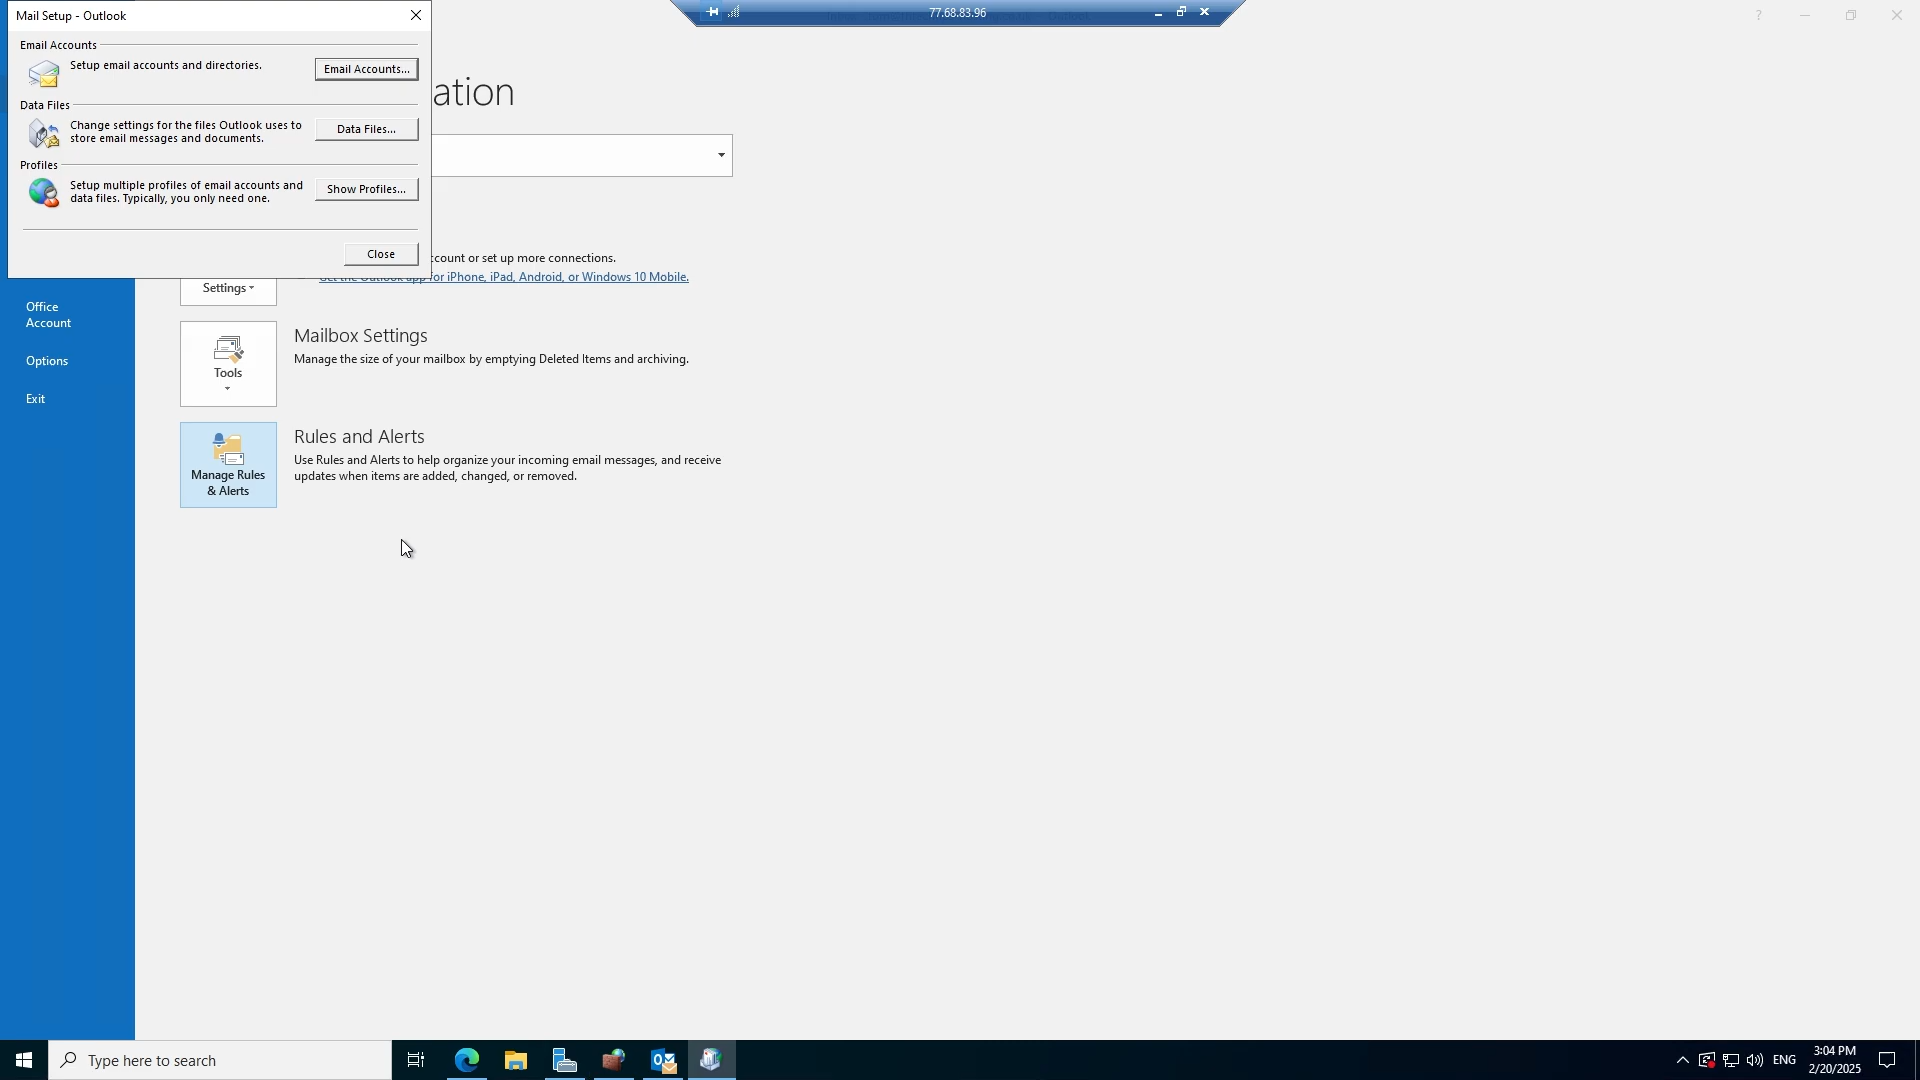 Mail Setup - Outlook
77.68.83.96
Email Accounts
Setup email accounts and directories.
Email Accounts...
ation
Data Files
Change settings for the files Outlook uses to
store email messages and documents.
Data Files...
Profiles
Setup multiple profiles of email accounts and
data files. Typically, you only need one.
Show Profiles...
Close
ccount or set up more connections.
Get the Outlook app for iPhone, iPad, Android, or Windows 10 Mobile.
Settings
Office
Account
Mailbox Settings
Manage the size of your mailbox by emptying Deleted Items and archiving.
Tools
Options
Exit
Rules and Alerts
Use Rules and Alerts to help organize your incoming email messages, and receive
updates when items are added, changed, or removed.
Manage Rules
& Alerts
Type here to search
ENG
3:04 PM
2/20/2025